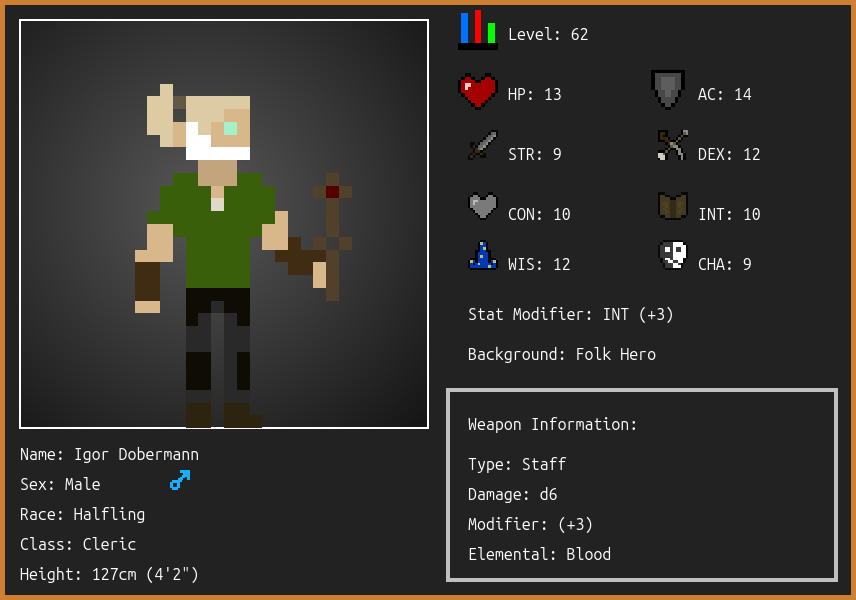 Level: 62
HP: 13
AC: 14
STR: 9
DEX: 12
CON: 10
INT: 10
WIS: 12
CHA: 9
Stat Modifier: INT (+3)
Background: Folk Hero
Weapon Information:
Type: Staff
Damage: d6
Modifier: (+3)
Elemental: Blood
Name: Igor Dobermann
Sex: Male
Race: Halfling
Class: Cleric
Height: 127cm (4'2")